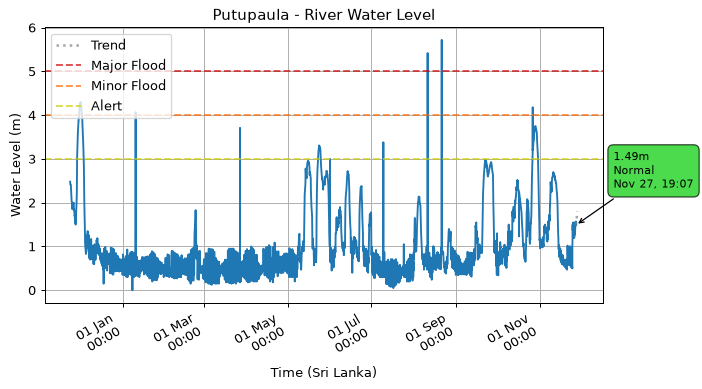 Putupaula - River Water Level
Water Level (m)
6
5
4
3
2
1
0
Trend
Major Flood
Minor Flood
Alert
1.49m
Normal
Nov 27, 19:07
01 Jan
00:00
01 Mar
00:00
01 May
00:00
01 Jul
00:00
01 Sep
00:00
01 Nov
00:00
Time (Sri Lanka)